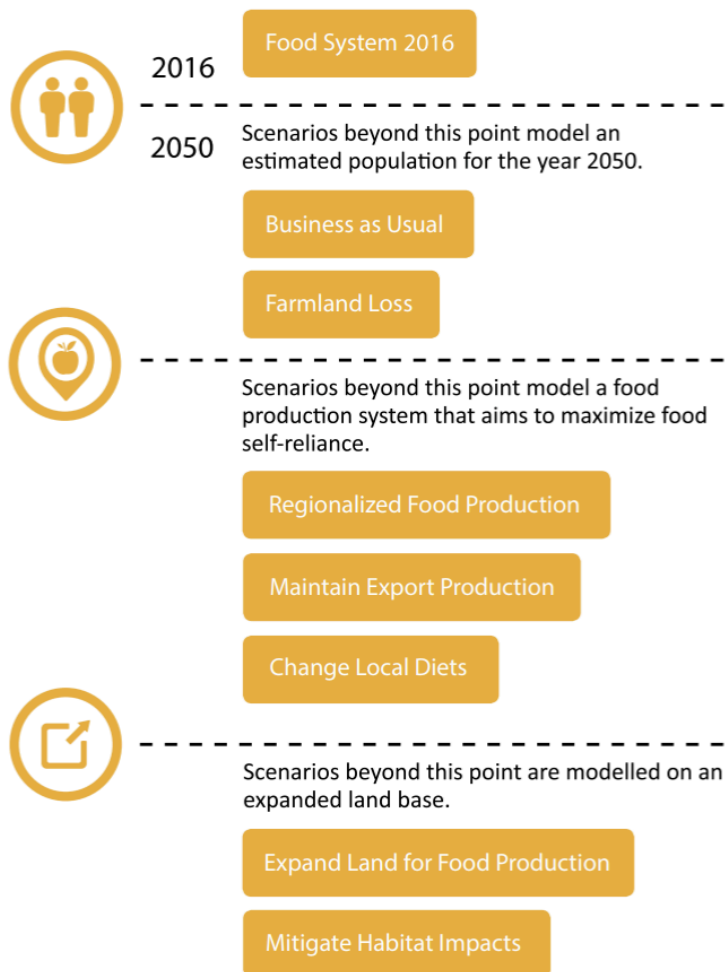 Food System 2016
2016
2050
Scenarios beyond this point model an
estimated population for the year 2050.
Business as Usual
Farmland Loss
Scenarios beyond this point model a food
production system that aims to maximize food
self-reliance.
Regionalized Food Production
Maintain Export Production
Change Local Diets
Scenarios beyond this point are modelled on an
expanded land base.
Expand Land for Food Production
Mitigate Habitat Impacts